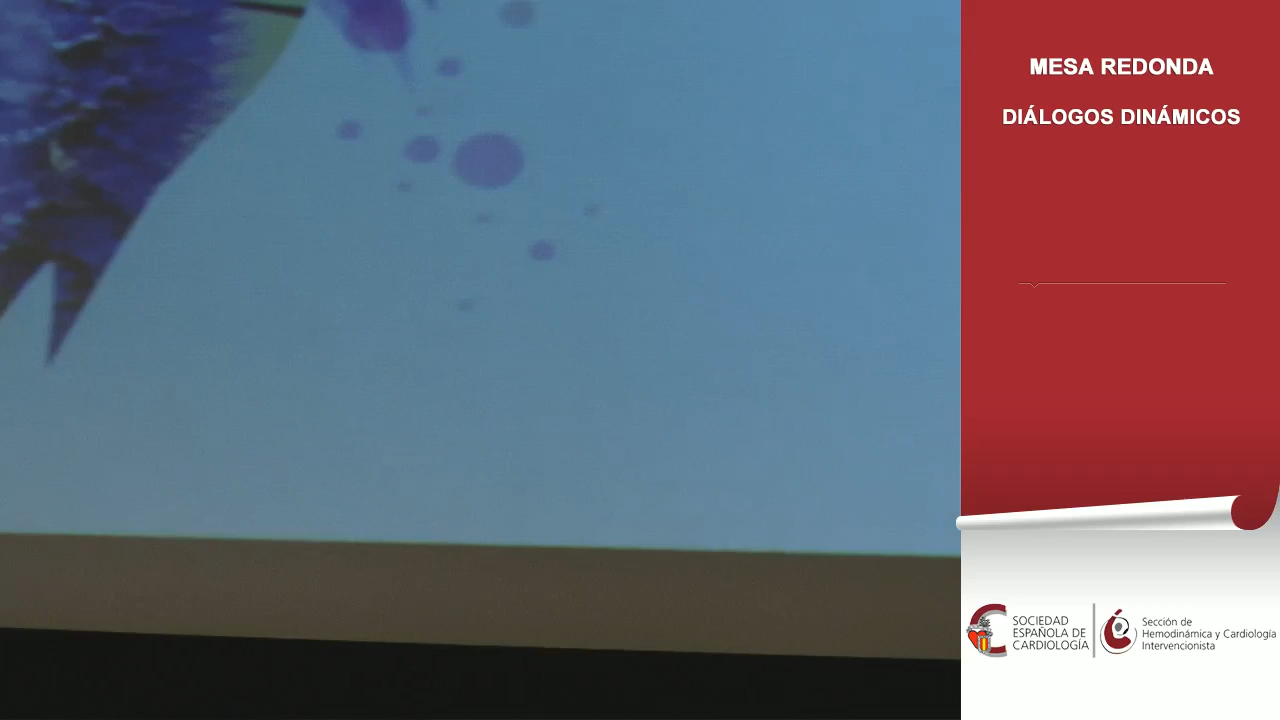 MESA REDONDA
DIÁLOGOS DINÁMICOS
SOCIEDAD
ESPAÑOLA DE
CARDIOLOGÍA
Sección de
Hemodinámica y Cardiología
Intervencionista